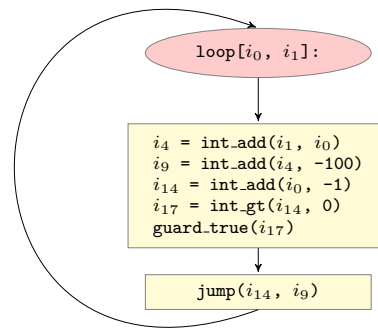 loop[i₀, i₁]:
i₄ = int_add(i₁, i₀)
i₉ = int_add(i₄, -100)
i₁₄ = int_add(i₀, -1)
i₁₇ = int_gt(i₁₄, 0)
guard_true(i₁₇)
jump(i₁₄, i₉)